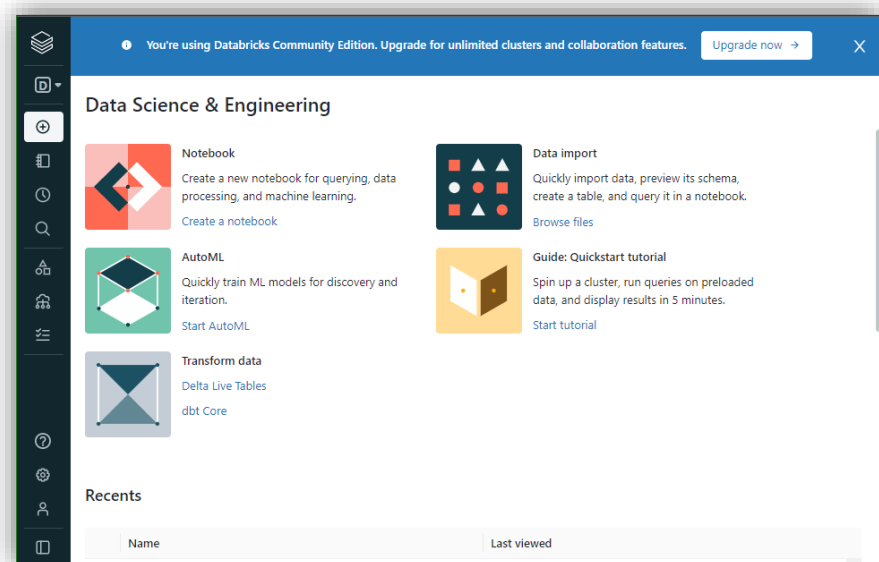 You're using Databricks Community Edition. Upgrade for unlimited clusters and collaboration features.
Upgrade now →
D
Data Science & Engineering
Notebook
Create a new notebook for querying, data
processing, and machine learning.
Create a notebook
Data import
Quickly import data, preview its schema,
create a table, and query it in a notebook.
Browse files
AutoML
Quickly train ML models for discovery and
iteration.
Start AutoML
Guide: Quickstart tutorial
Spin up a cluster, run queries on preloaded
data, and display results in 5 minutes.
Start tutorial
Transform data
Delta Live Tables
dbt Core
Recents
Name
Last viewed